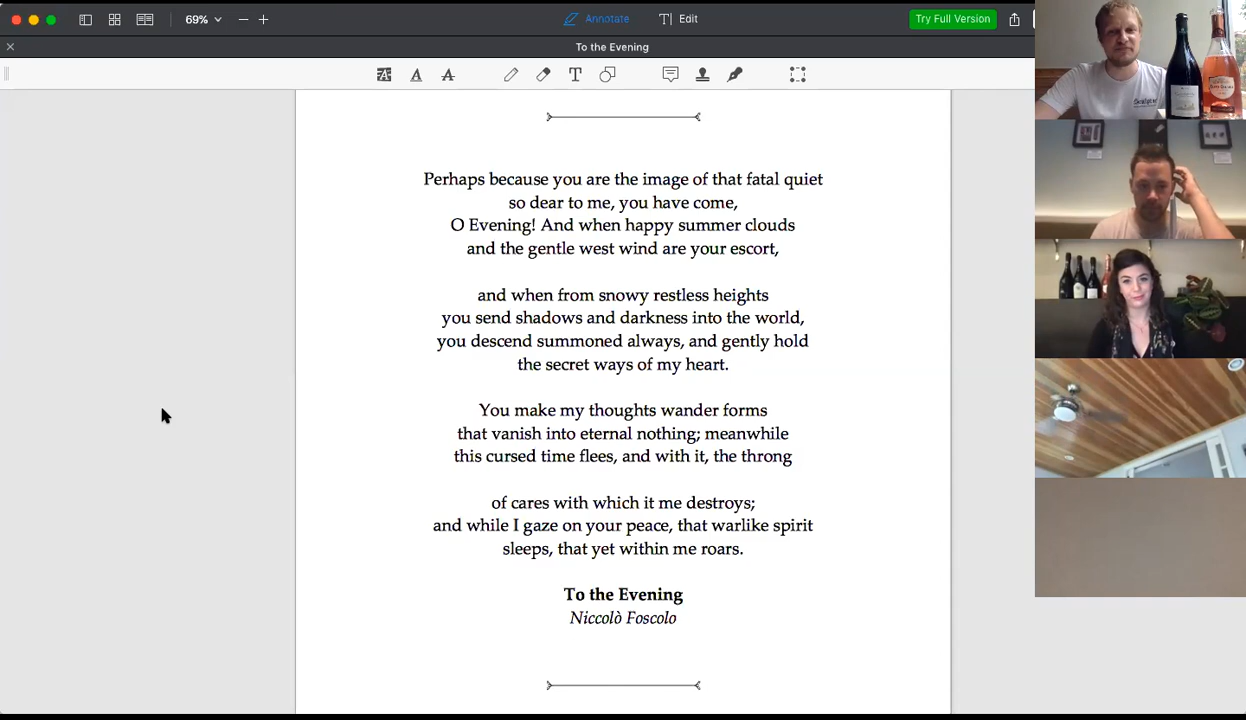 69%
Annotate
Edit
Try Full Version
To the Evening
Perhaps because you are the image of that fatal quiet
so dear to me, you have come,
O Evening! And when happy summer clouds
and the gentle west wind are your escort,
and when from snowy restless heights
you send shadows and darkness into the world,
you descend summoned always, and gently hold
the secret ways of my heart.
You make my thoughts wander forms
that vanish into eternal nothing; meanwhile
this cursed time flees, and with it, the throng
of cares with which it me destroys;
and while I gaze on your peace, that warlike spirit
sleeps, that yet within me roars.
To the Evening
Niccolò Foscolo